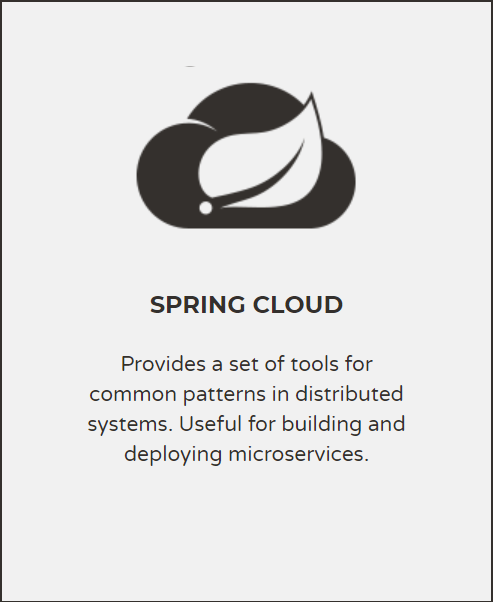 SPRING CLOUD
Provides a set of tools for
common patterns in distributed
systems. Useful for building and
deploying microservices.